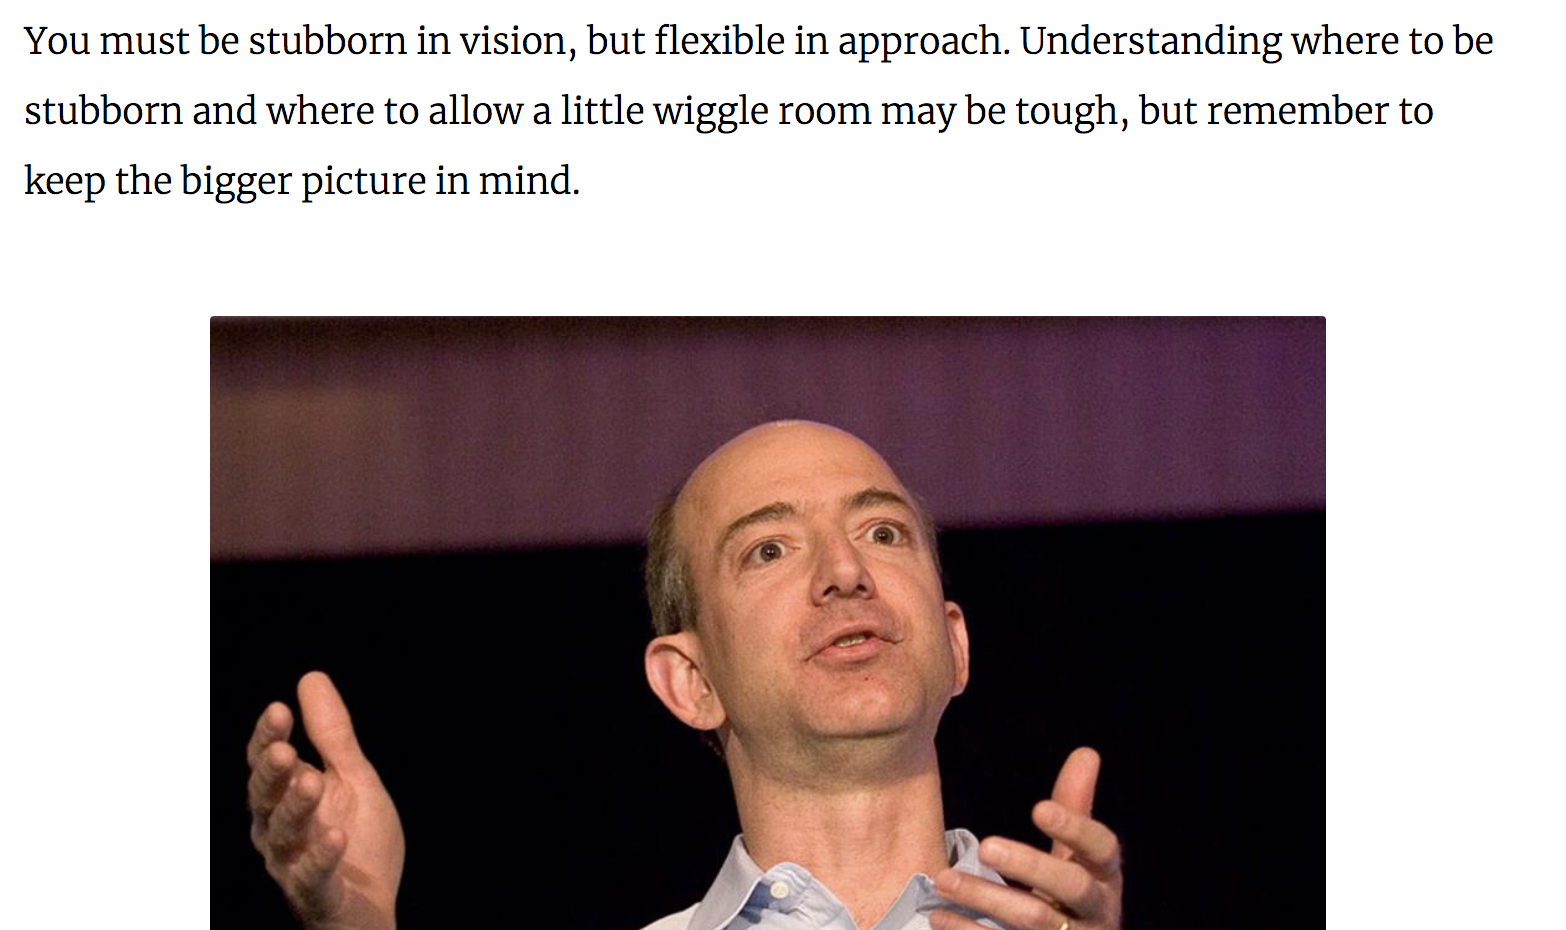 You must be stubborn in vision, but flexible in approach. Understanding where to be
stubborn and where to allow a little wiggle room may be tough, but remember to
keep the bigger picture in mind.